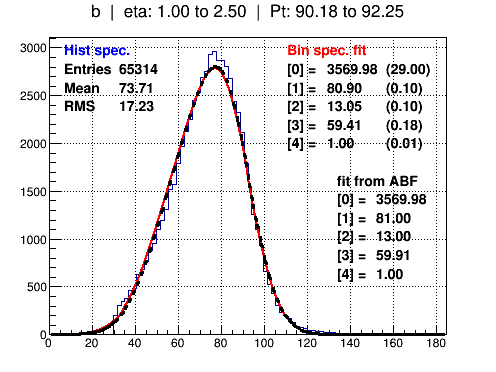 b | eta: 1.00 to 2.50 | Pt: 90.18 to 92.25
Hist spec.
Entries 65314
Mean 73.71
RMS 17.23
Bin spec. fit
[0] = 3569.98 (29.00)
[1] = 80.90 (0.10)
[2] = 13.05 (0.10)
[3] = 59.41 (0.18)
[4] = 1.00 (0.01)
fit from ABF
[0] = 3569.98
[1] = 81.00
[2] = 13.00
[3] = 59.91
[4] = 1.00
3000
2500
2000
1500
1000
500
0
0 20 40 60 80 100 120 140 160 180